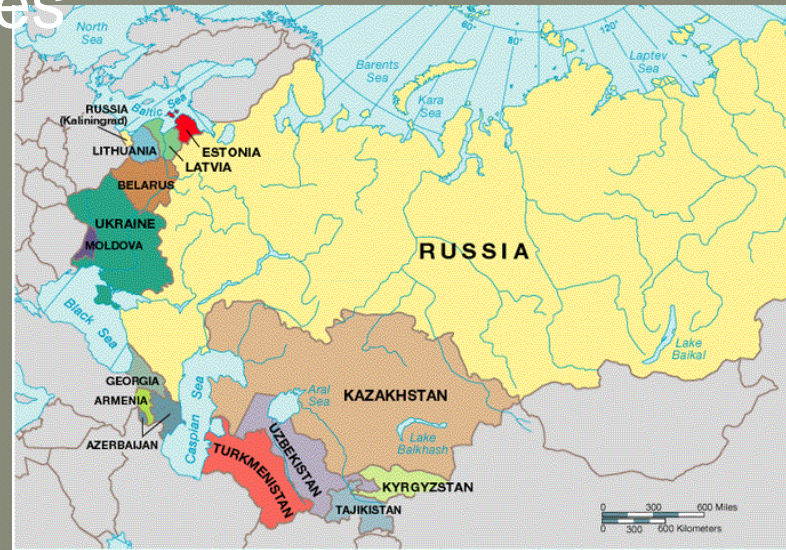 es
North
Sea
60°
80°
120°
Barents
Sea
Kara
Sea
Laptev
Sea
RUSSIA
(Kaliningrad)
Baltic Sea
LITHUANIA
ESTONIA
LATVIA
BELARUS
UKRAINE
MOLDOVA
RUSSIA
Black Sea
Lake
Baikal
GEORGIA
ARMENIA
AZERBAIJAN
Caspian Sea
Aral
Sea
KAZAKHSTAN
Lake
Balkhash
UZBEKISTAN
TURKMENISTAN
KYRGYZSTAN
TAJIKISTAN
0 300 600 Miles
0 300 600 Kilometers